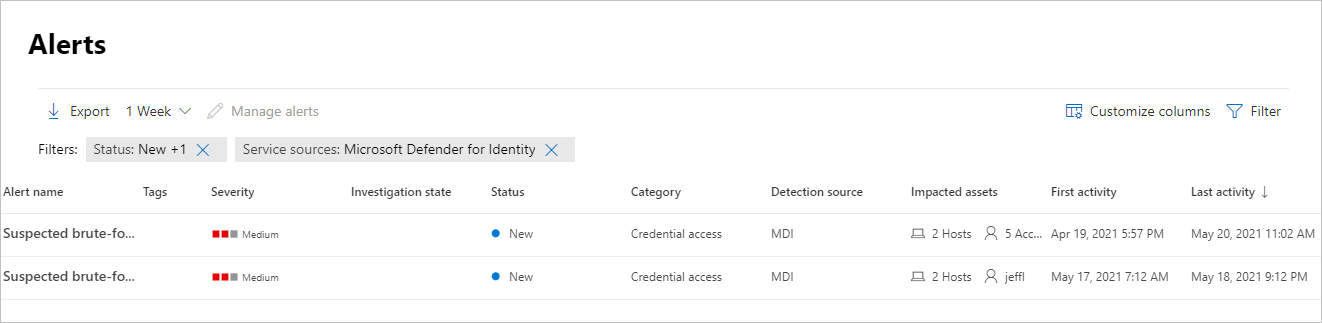 Alerts
Export 1 Week Manage alerts Customize columns Filter
Filters: Status: New +1 Service sources: Microsoft Defender for Identity
Alert name Tags Severity Investigation state Status Category Detection source Impacted assets First activity Last activity ↓
Suspected brute-fo... Medium New Credential access MDI 2 Hosts 5 Acc... Apr 19, 2021 5:57 PM May 20, 2021 11:02 AM
Suspected brute-fo... Medium New Credential access MDI 2 Hosts jeffl May 17, 2021 7:12 AM May 18, 2021 9:12 PM